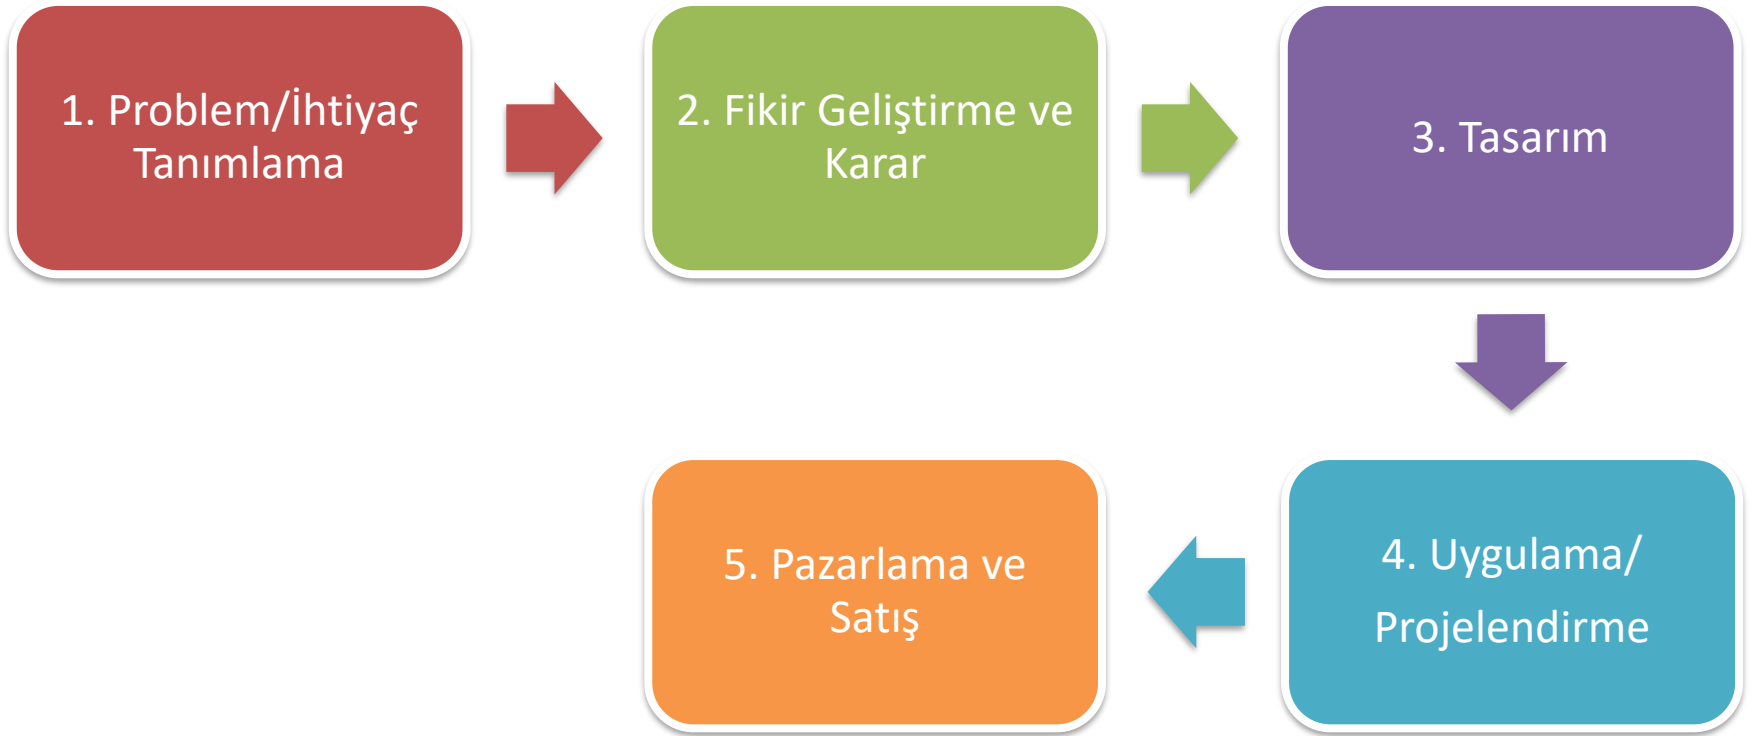 1. Problem/İhtiyaç
Tanımlama
2. Fikir Geliştirme ve
Karar
3. Tasarım
4. Uygulama/
Projelendirme
5. Pazarlama ve
Satış